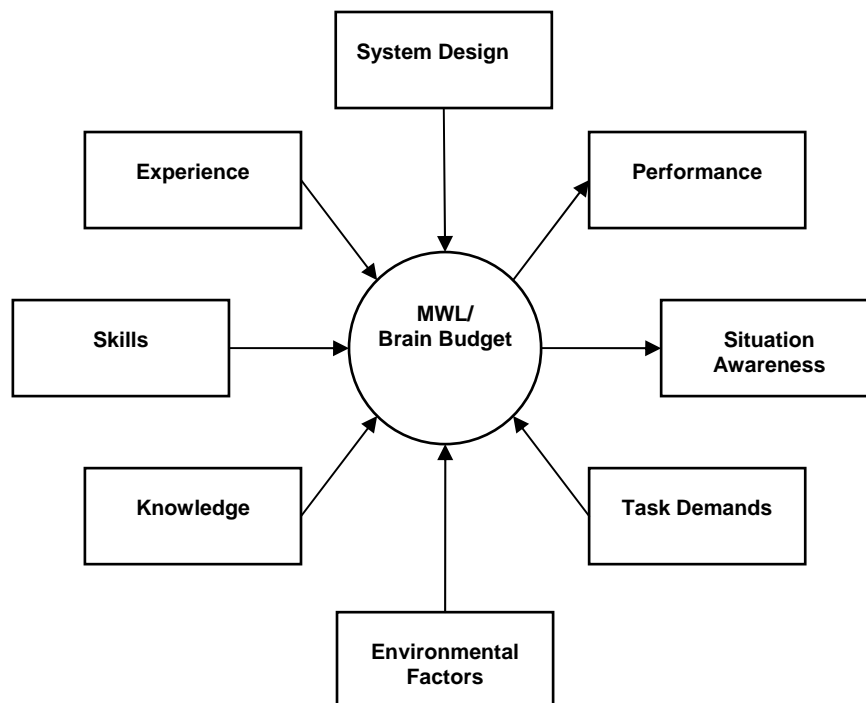 System Design
Experience
Performance
MWL/
Brain Budget
Skills
Situation
Awareness
Knowledge
Task Demands
Environmental
Factors